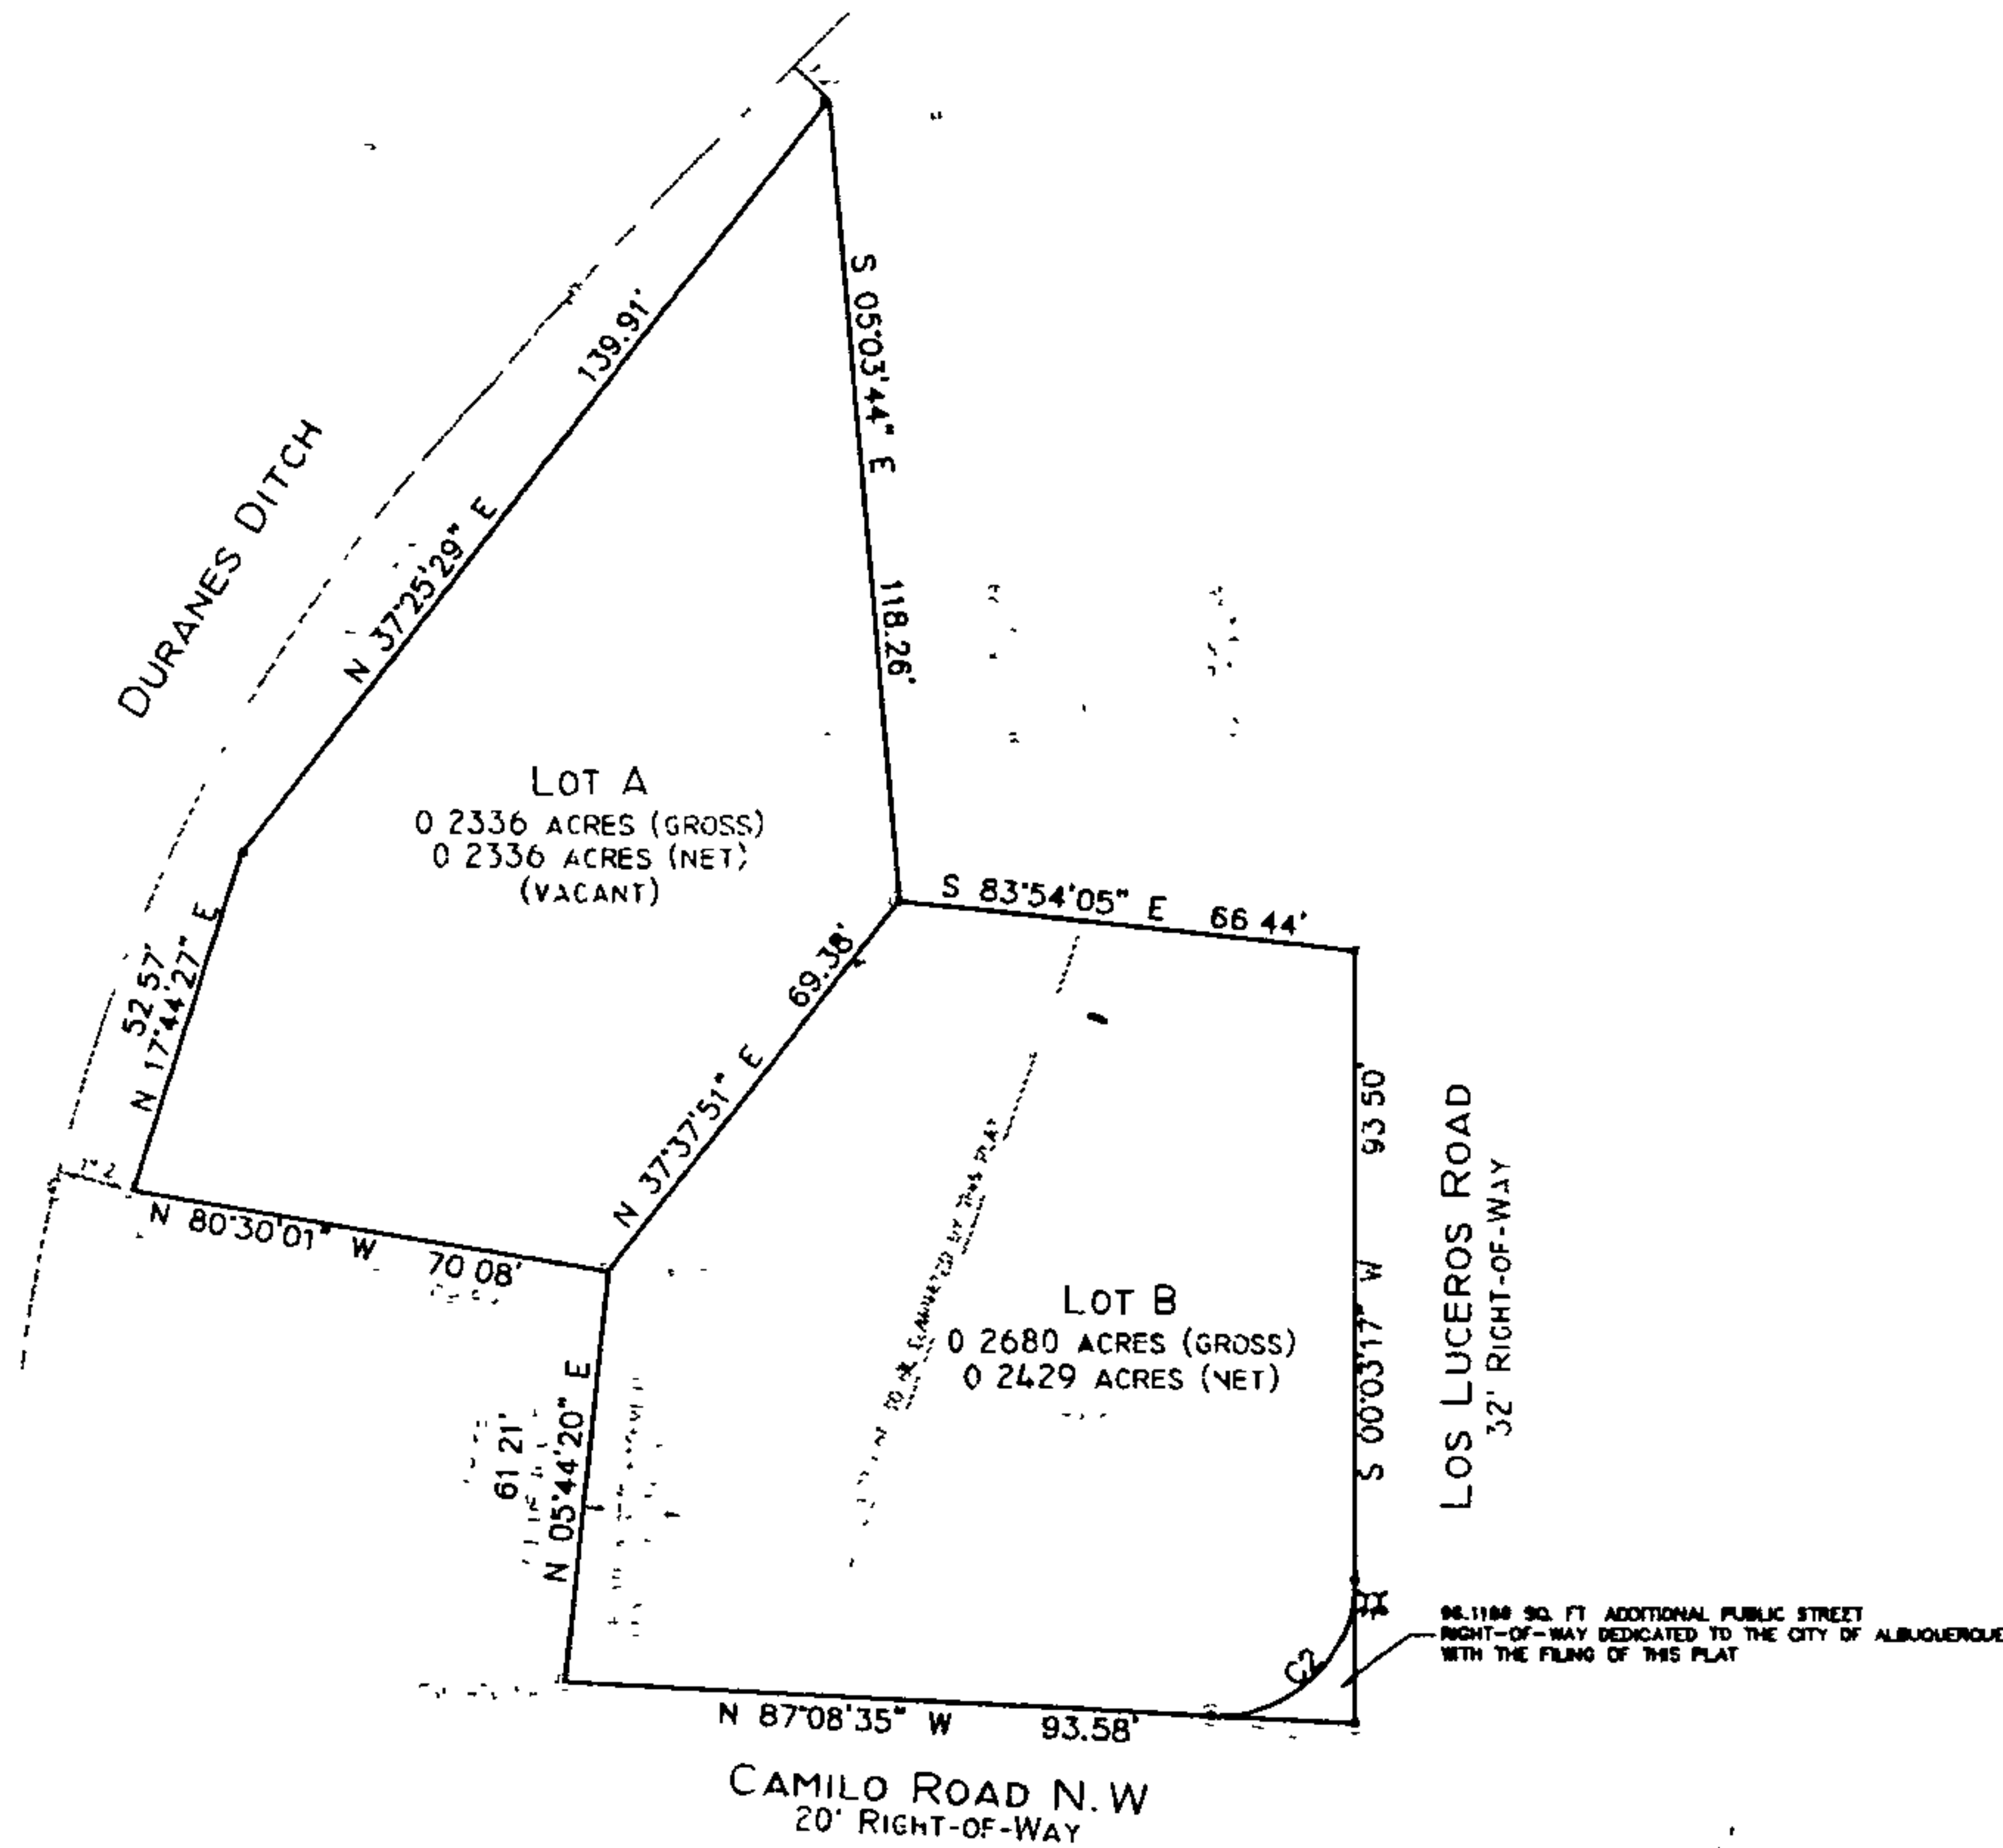 S 05°03'44" E 118.26'
139.91'
N 37°25'29" E
DURANES DITCH
LOT A
0 2336 ACRES (GROSS)
0 2336 ACRES (NET)
(VACANT)
52 57'
N 17°44'27" E
S 83°54'05" E 66 44'
69.38'
N 37°37'51" E
N 80°30'01" W 70 08'
93 50'
S 00°03'17" W
LOS LUCEROS ROAD
32' RIGHT-OF-WAY
LOT B
0 2680 ACRES (GROSS)
0 2429 ACRES (NET)
61 21'
N 05°44'20" E
C2
SQ. FT ADDITIONAL PUBLIC STREET
RIGHT-OF-WAY DEDICATED TO THE CITY OF ALBUQUERQUE
WITH THE FILING OF THIS PLAT
N 87°08'35" W 93.58'
CAMILO ROAD N.W
20' RIGHT-OF-WAY